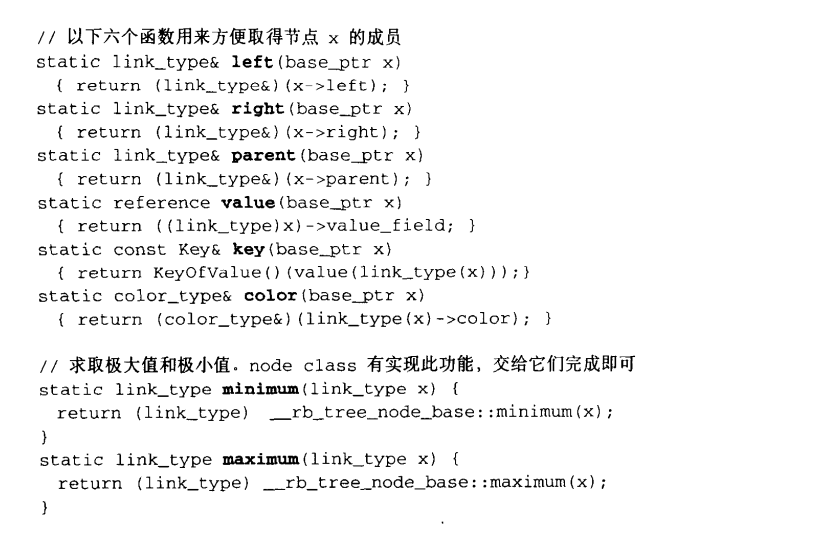 // 以下六个函数用来方便取得节点 x 的成员
static link_type& left(base_ptr x)
{ return (link_type&)(x->left); }
static link_type& right(base_ptr x)
{ return (link_type&)(x->right); }
static link_type& parent(base_ptr x)
{ return (link_type&)(x->parent); }
static reference value(base_ptr x)
{ return ((link_type)x)->value_field; }
static const Key& key(base_ptr x)
{ return KeyOfValue()(value(link_type(x)));}
static color_type& color(base_ptr x)
{ return (color_type&)(link_type(x)->color); }
// 求取极大值和极小值。node class 有实现此功能，交给它们完成即可
static link_type minimum(link_type x) {
return (link_type) __rb_tree_node_base::minimum(x);
}
static link_type maximum(link_type x) {
return (link_type) __rb_tree_node_base::maximum(x);
}